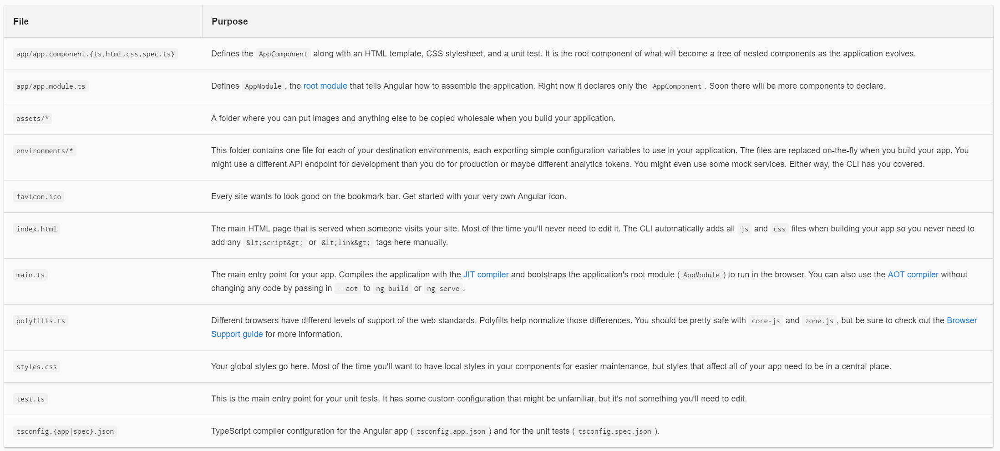 File Purpose
app/app.component.{ts,html,css,spec.ts} Defines the AppComponent along with an HTML template, CSS stylesheet, and a unit test. It is the root component of what will become a tree of nested components as the application evolves.
app/app.module.ts Defines AppModule , the root module that tells Angular how to assemble the application. Right now it declares only the AppComponent . Soon there will be more components to declare.
assets/* A folder where you can put images and anything else to be copied wholesale when you build your application.
environments/* This folder contains one file for each of your destination environments, each exporting simple configuration variables to use in your application. The files are replaced on-the-fly when you build your app. You
might use a different API endpoint for development than you do for production or maybe different analytics tokens. You might even use some mock services. Either way, the CLI has you covered.
favicon.ico Every site wants to look good on the bookmark bar. Get started with your very own Angular icon.
index.html The main HTML page that is served when someone visits your site. Most of the time you'll never need to edit it. The CLI automatically adds all js and css files when building your app so you never need to
add any &lt;script&gt; or &lt;link&gt; tags here manually.
main.ts The main entry point for your app. Compiles the application with the JIT compiler and bootstraps the application's root module ( AppModule ) to run in the browser. You can also use the AOT compiler without
changing any code by passing in --aot to ng build or ng serve .
polyfills.ts Different browsers have different levels of support of the web standards. Polyfills help normalize those differences. You should be pretty safe with core-js and zone.js , but be sure to check out the Browser
Support guide for more information.
styles.css Your global styles go here. Most of the time you'll want to have local styles in your components for easier maintenance, but styles that affect all of your app need to be in a central place.
test.ts This is the main entry point for your unit tests. It has some custom configuration that might be unfamiliar, but it's not something you'll need to edit.
tsconfig.{app|spec}.json TypeScript compiler configuration for the Angular app ( tsconfig.app.json ) and for the unit tests ( tsconfig.spec.json ).